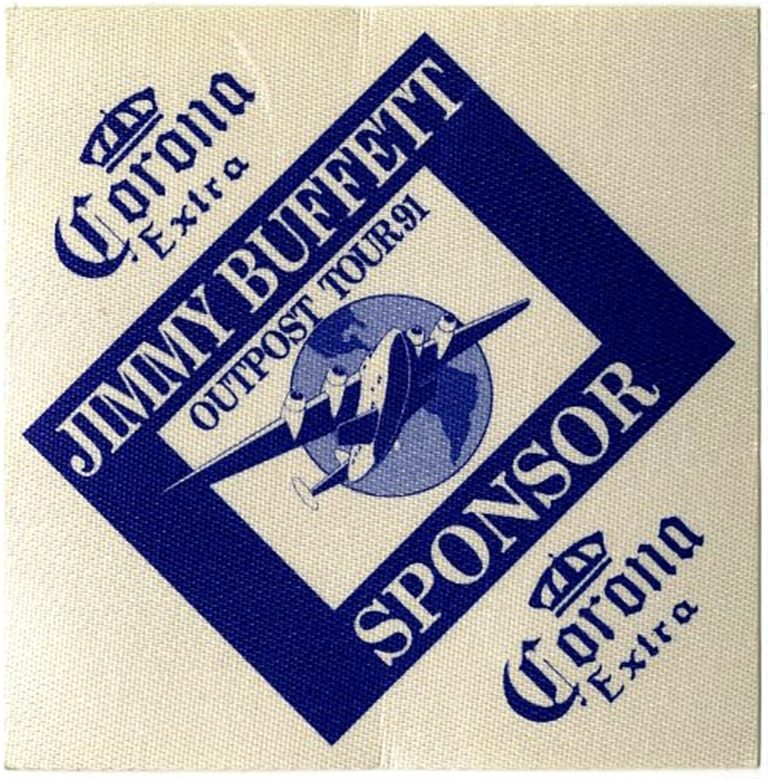 Corona
Extra
JIMMY BUFFETT
OUTPOST TOUR 91
SPONSOR
Corona
Extra